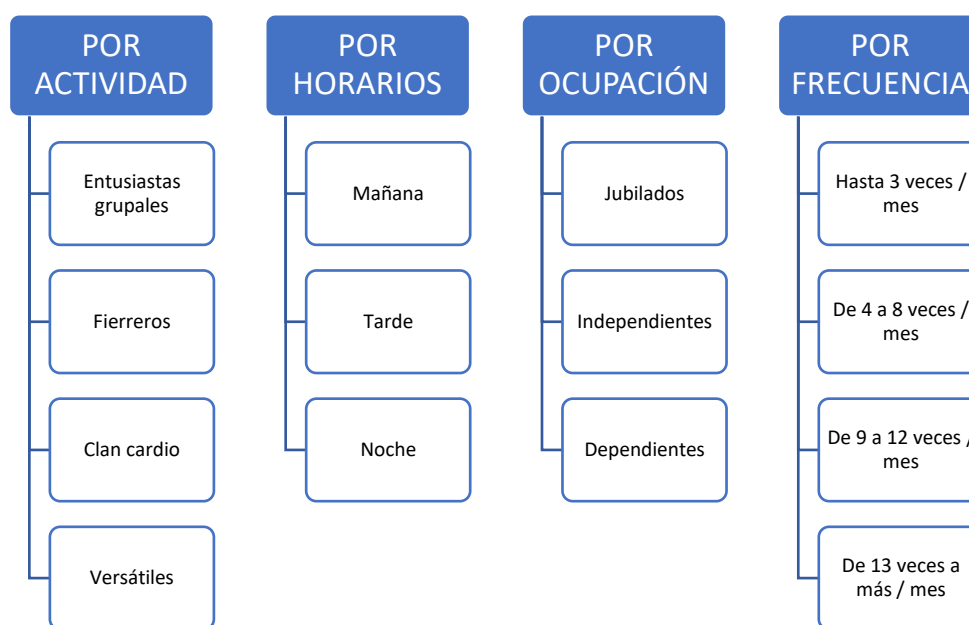 POR
ACTIVIDAD
Entusiastas
grupales
Fierreros
Clan cardio
Versátiles
POR
HORARIOS
Mañana
Tarde
Noche
POR
OCUPACIÓN
Jubilados
Independientes
Dependientes
POR
FRECUENCIA
Hasta 3 veces /
mes
De 4 a 8 veces /
mes
De 9 a 12 veces /
mes
De 13 veces a
más / mes